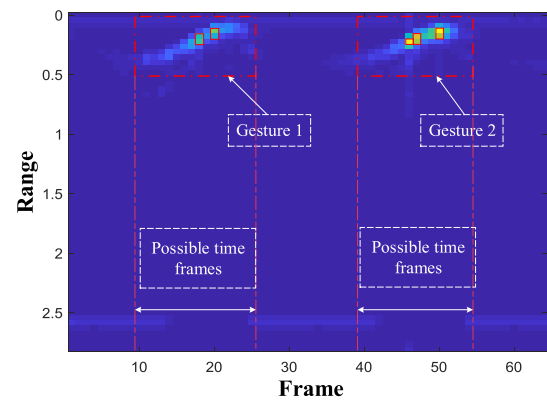 0
0.5
Gesture 1
Gesture 2
1
1.5
Range
2
Possible time
frames
Possible time
frames
2.5
10
20
30
40
50
60
Frame